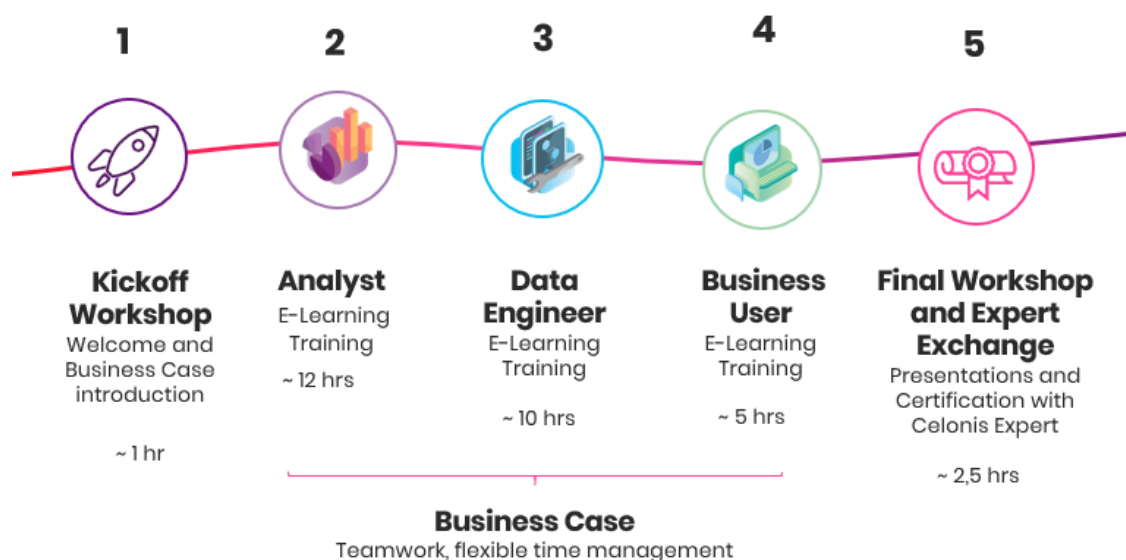 1
2
3
4
5
Kickoff
Workshop
Welcome and
Business Case
introduction
~ 1 hr
Analyst
E-Learning
Training
~ 12 hrs
Data
Engineer
E-Learning
Training
~ 10 hrs
Business
User
E-Learning
Training
~ 5 hrs
Final Workshop
and Expert
Exchange
Presentations and
Certification with
Celonis Expert
~ 2,5 hrs
Business Case
Teamwork, flexible time management